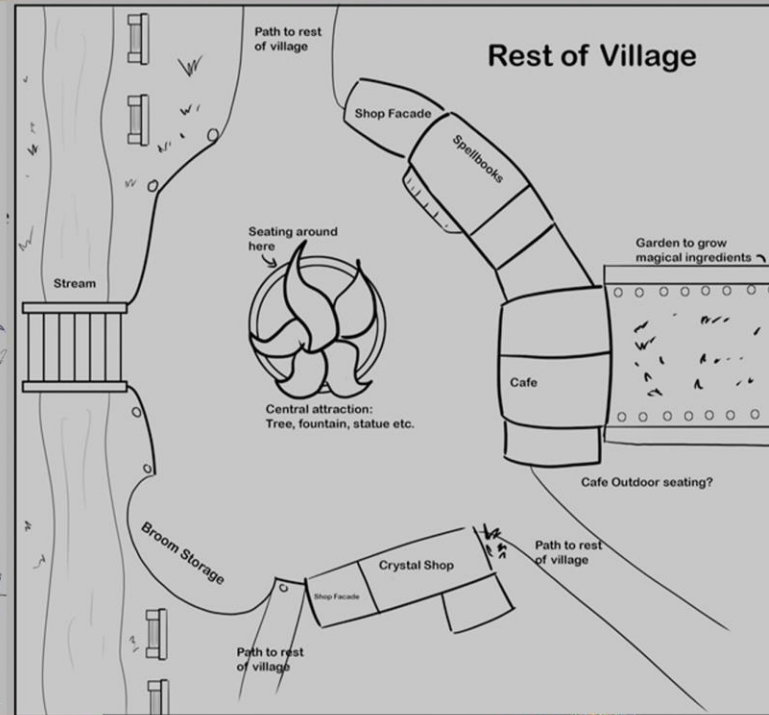 Path to rest
of village
Rest of Village
Shop Facade
Spellbooks
Seating around
here
Garden to grow
magical ingredients
Stream
Cafe
Central attraction:
Tree, fountain, statue etc.
Cafe Outdoor seating?
Broom Storage
Path to rest
of village
Crystal Shop
Shop Facade
Path to rest
of village